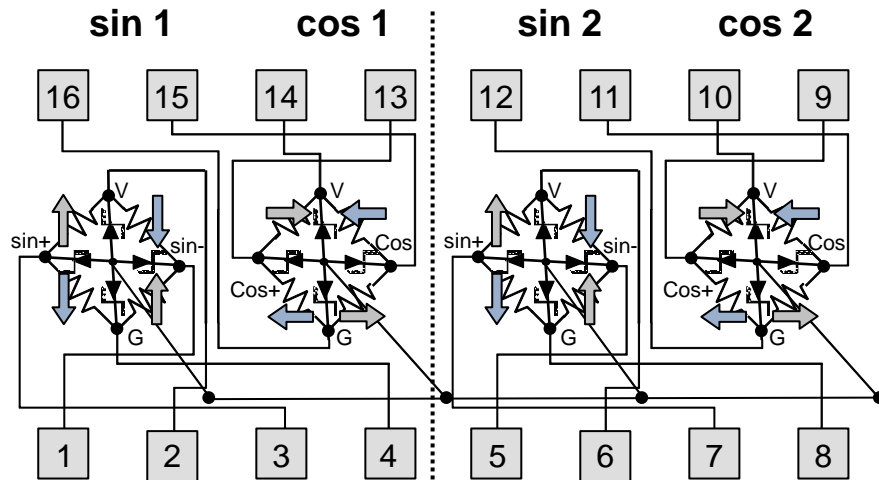 sin 1 cos 1 sin 2 cos 2
16 15 14 13 12 11 10 9
V V V V
sin+ sin- Cos sin+ sin- Cos
Cos+ Cos+
G G G G
1 2 3 4 5 6 7 8